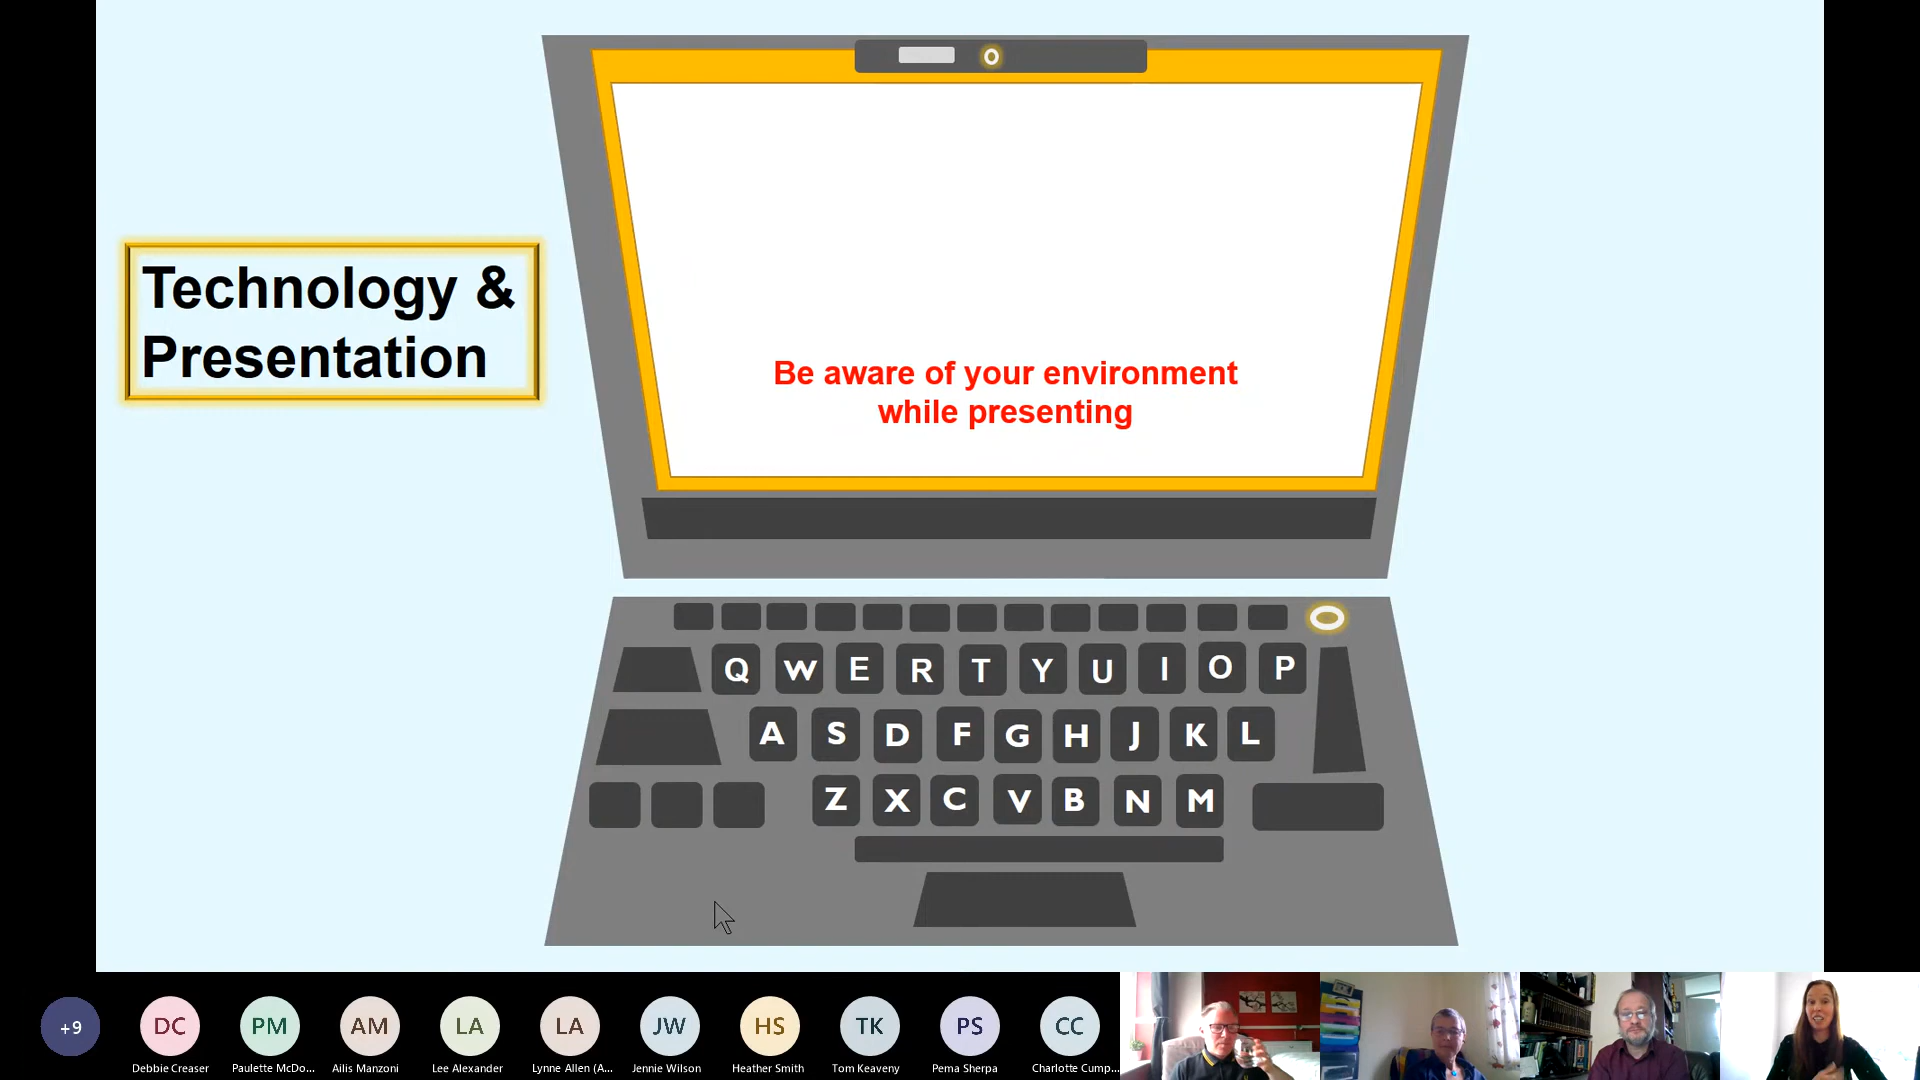 Technology &
Presentation
Be aware of your environment
while presenting
Q W E R T Y U I O P
A S D F G H J K L
Z X C V B N M
+9
DC
PM
AM
LA
LA
JW
HS
TK
PS
CC
Debbie Creaser
Paulette McDo...
Ailis Manzoni
Lee Alexander
Lynne Allen (A...
Jennie Wilson
Heather Smith
Tom Keaveny
Pema Sherpa
Charlotte Cump...